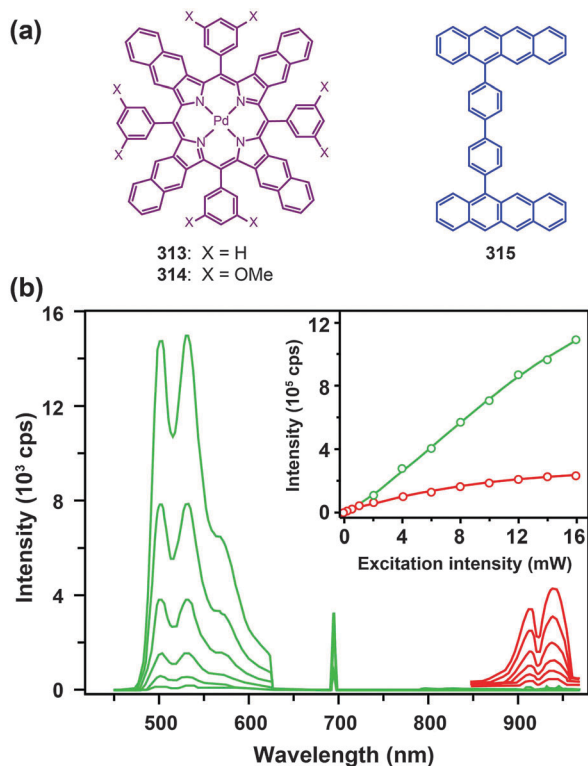 (a)
X X
X X
N N
Pd
N N
X X
X X
313: X = H
314: X = OMe
315
(b)
Intensity (10³ cps)
16
12
8
4
0
500 600 700 800 900
Wavelength (nm)
Intensity (10⁵ cps)
12
8
4
0
0 4 8 12 16
Excitation intensity (mW)